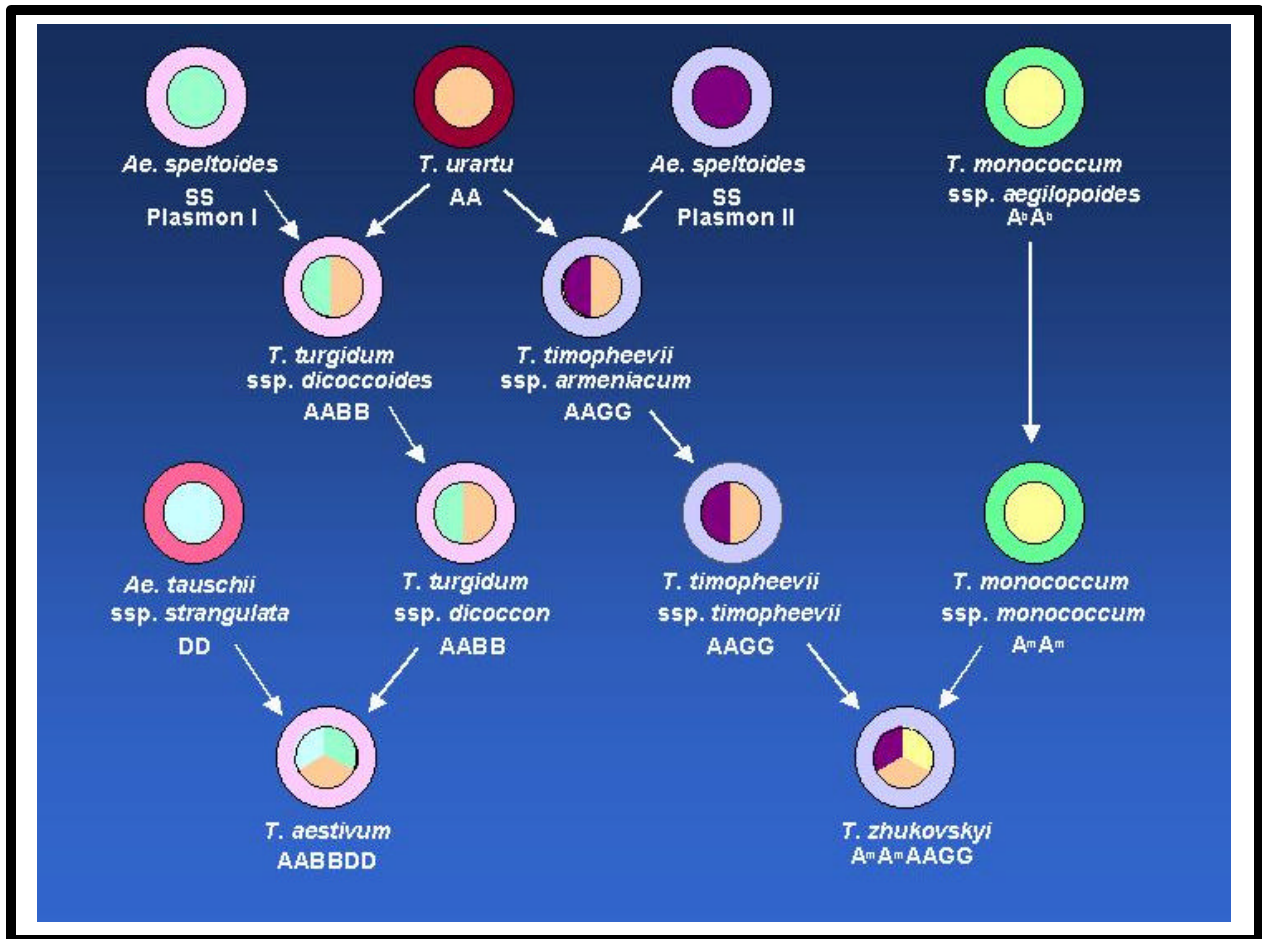 Ae. speltoides
SS
Plasmon I
T. urartu
AA
Ae. speltoides
SS
Plasmon II
T. monococcum
ssp. aegilopoides
AᵇAᵇ
T. turgidum
ssp. dicoccoides
AABB
T. timopheevii
ssp. armeniacum
AAGG
Ae. tauschii
ssp. strangulata
DD
T. turgidum
ssp. dicoccon
AABB
T. timopheevii
ssp. timopheevii
AAGG
T. monococcum
ssp. monococcum
AᵐAᵐ
T. aestivum
AABBDD
T. zhukovskyi
AᵐAᵐAAGG